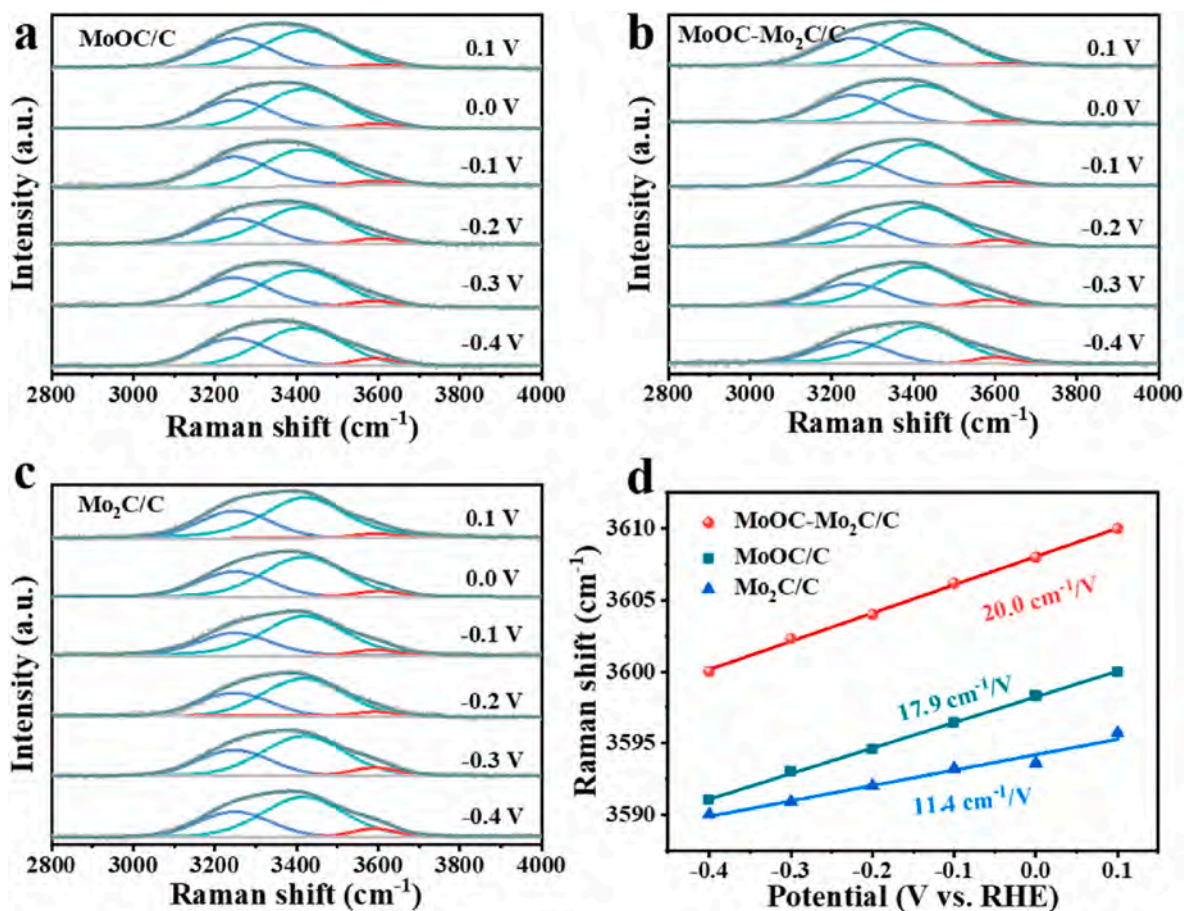 a
MoOC/C
Intensity (a.u.)
0.1 V
0.0 V
-0.1 V
-0.2 V
-0.3 V
-0.4 V
2800 3000 3200 3400 3600 3800 4000
Raman shift (cm⁻¹)
b
MoOC-Mo₂C/C
Intensity (a.u.)
0.1 V
0.0 V
-0.1 V
-0.2 V
-0.3 V
-0.4 V
2800 3000 3200 3400 3600 3800 4000
Raman shift (cm⁻¹)
c
Mo₂C/C
Intensity (a.u.)
0.1 V
0.0 V
-0.1 V
-0.2 V
-0.3 V
-0.4 V
2800 3000 3200 3400 3600 3800 4000
Raman shift (cm⁻¹)
d
Raman shift (cm⁻¹)
3610
3605
3600
3595
3590
MoOC-Mo₂C/C
MoOC/C
Mo₂C/C
20.0 cm⁻¹/V
17.9 cm⁻¹/V
11.4 cm⁻¹/V
-0.4 -0.3 -0.2 -0.1 0.0 0.1
Potential (V vs. RHE)